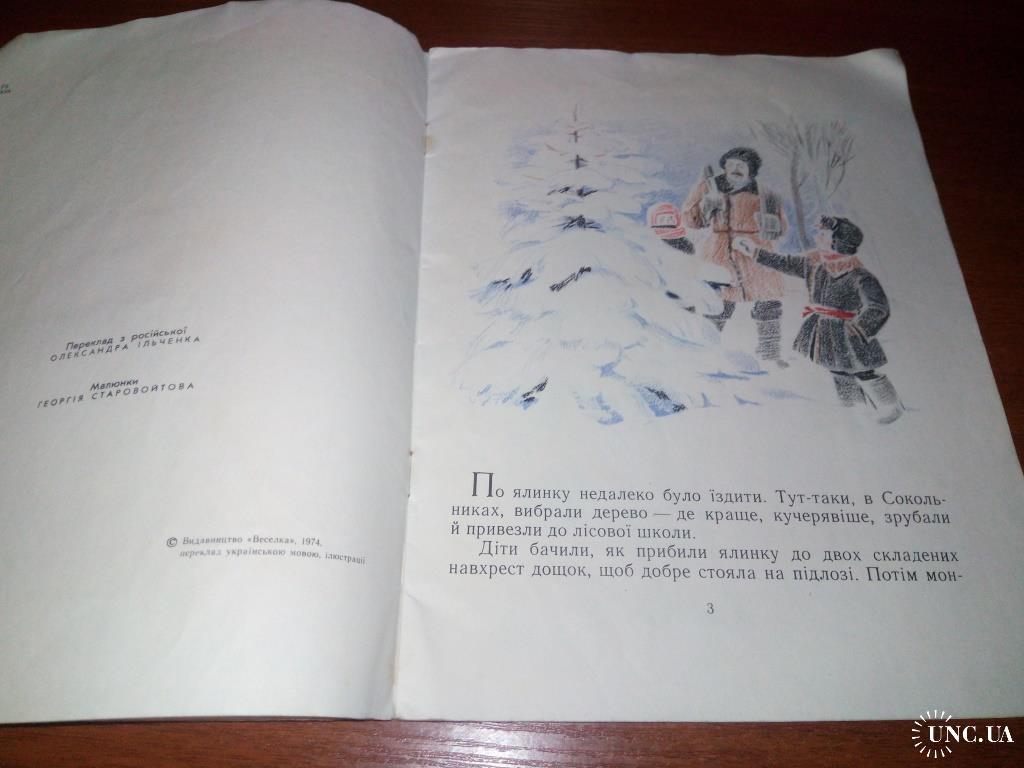 Переклад з російської
ОЛЕКСАНДРА ІЛЬЧЕНКА
Малюнки
ГЕОРГІЯ СТАРОВОЙТОВА
© Видавництво «Веселка», 1974,
переклад українською мовою, ілюстрації
По ялинку недалеко було їздити. Тут-таки, в Соколь-
никах, вибрали дерево — де краще, кучерявіше, зрубали
й привезли до лісової школи.
Діти бачили, як прибили ялинку до двох складених
навхрест дощок, щоб добре стояла на підлозі. Потім мон-
3
UNC.UA